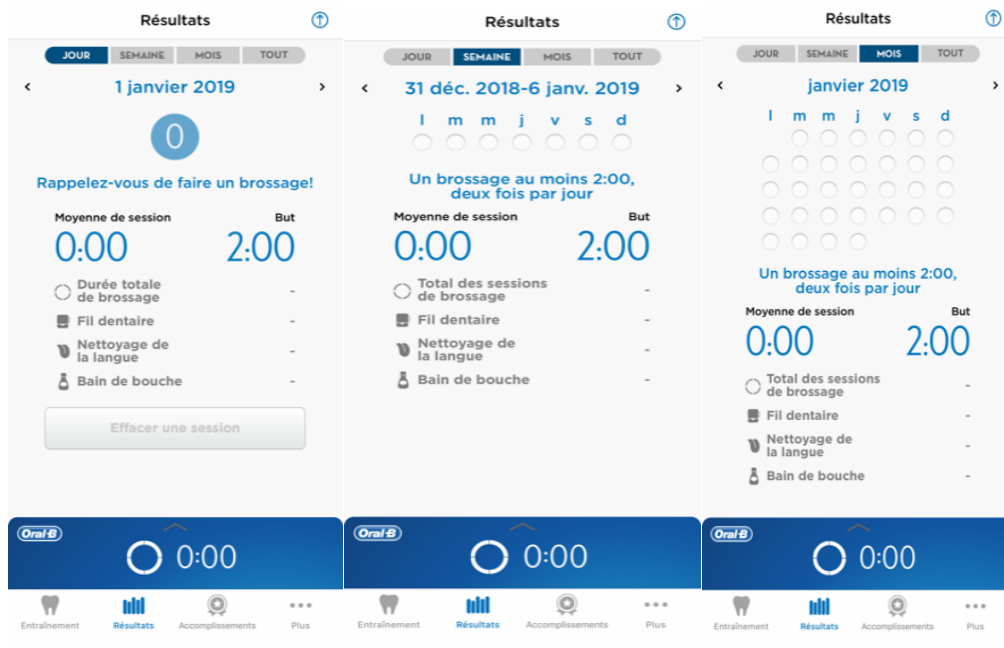 Résultats
JOUR SEMAINE MOIS TOUT
‹ 1 janvier 2019 ›
0
Rappelez-vous de faire un brossage!
Moyenne de session But
0:00 2:00
Durée totale
de brossage -
Fil dentaire -
Nettoyage de
la langue -
Bain de bouche -
Effacer une session
Oral-B
0:00
Entraînement Résultats Accomplissements Plus
Résultats
JOUR SEMAINE MOIS TOUT
‹ 31 déc. 2018-6 janv. 2019 ›
l m m j v s d
Un brossage au moins 2:00,
deux fois par jour
Moyenne de session But
0:00 2:00
Total des sessions
de brossage -
Fil dentaire -
Nettoyage de
la langue -
Bain de bouche -
Oral-B
0:00
Entraînement Résultats Accomplissements Plus
Résultats
JOUR SEMAINE MOIS TOUT
‹ janvier 2019 ›
l m m j v s d
Un brossage au moins 2:00,
deux fois par jour
Moyenne de session But
0:00 2:00
Total des sessions
de brossage -
Fil dentaire -
Nettoyage de
la langue -
Bain de bouche -
Oral-B
0:00
Entraînement Résultats Accomplissements Plus